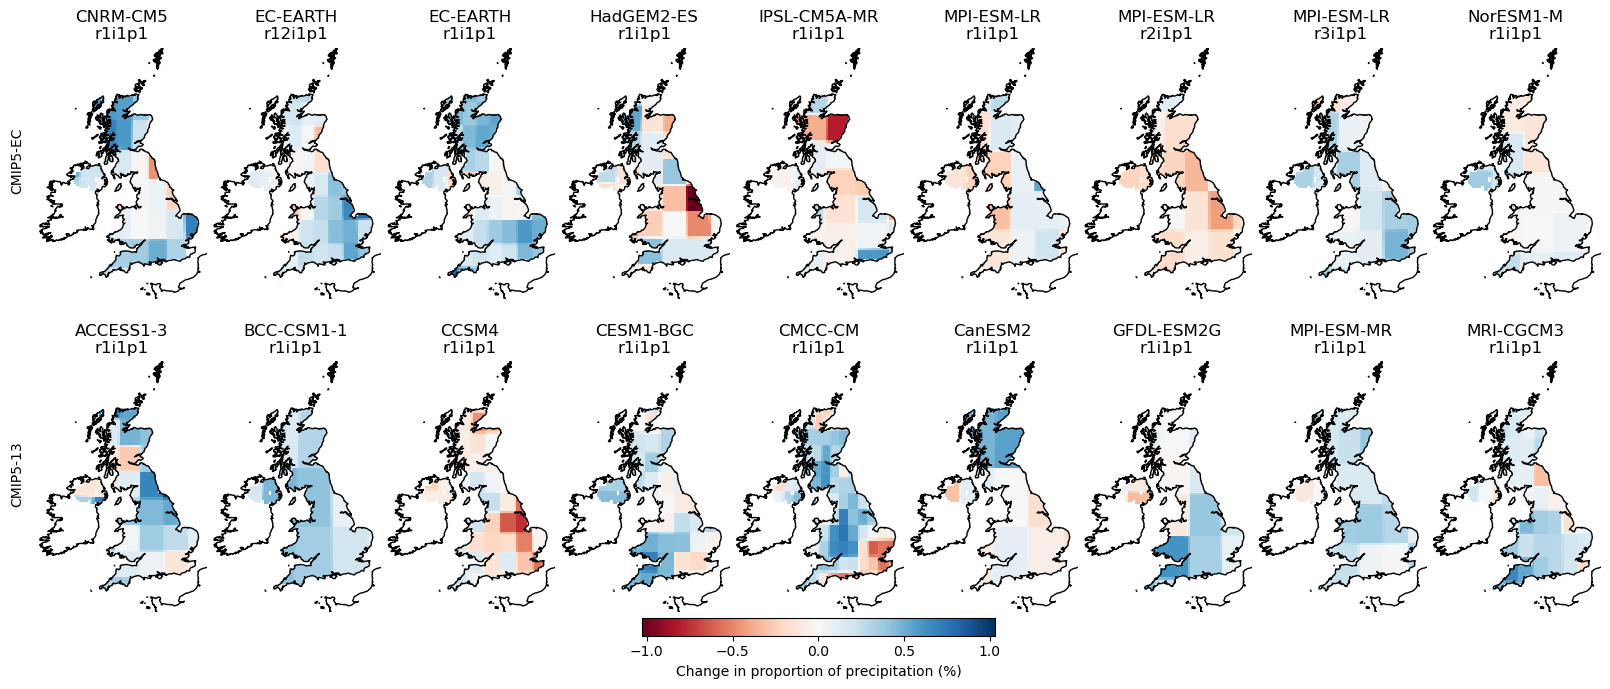 CNRM-CM5
r1i1p1
EC-EARTH
r12i1p1
EC-EARTH
r1i1p1
HadGEM2-ES
r1i1p1
IPSL-CM5A-MR
r1i1p1
MPI-ESM-LR
r1i1p1
MPI-ESM-LR
r2i1p1
MPI-ESM-LR
r3i1p1
NorESM1-M
r1i1p1
CMIP5-EC
ACCESS1-3
r1i1p1
BCC-CSM1-1
r1i1p1
CCSM4
r1i1p1
CESM1-BGC
r1i1p1
CMCC-CM
r1i1p1
CanESM2
r1i1p1
GFDL-ESM2G
r1i1p1
MPI-ESM-MR
r1i1p1
MRI-CGCM3
r1i1p1
CMIP5-13
−1.0 −0.5 0.0 0.5 1.0
Change in proportion of precipitation (%)